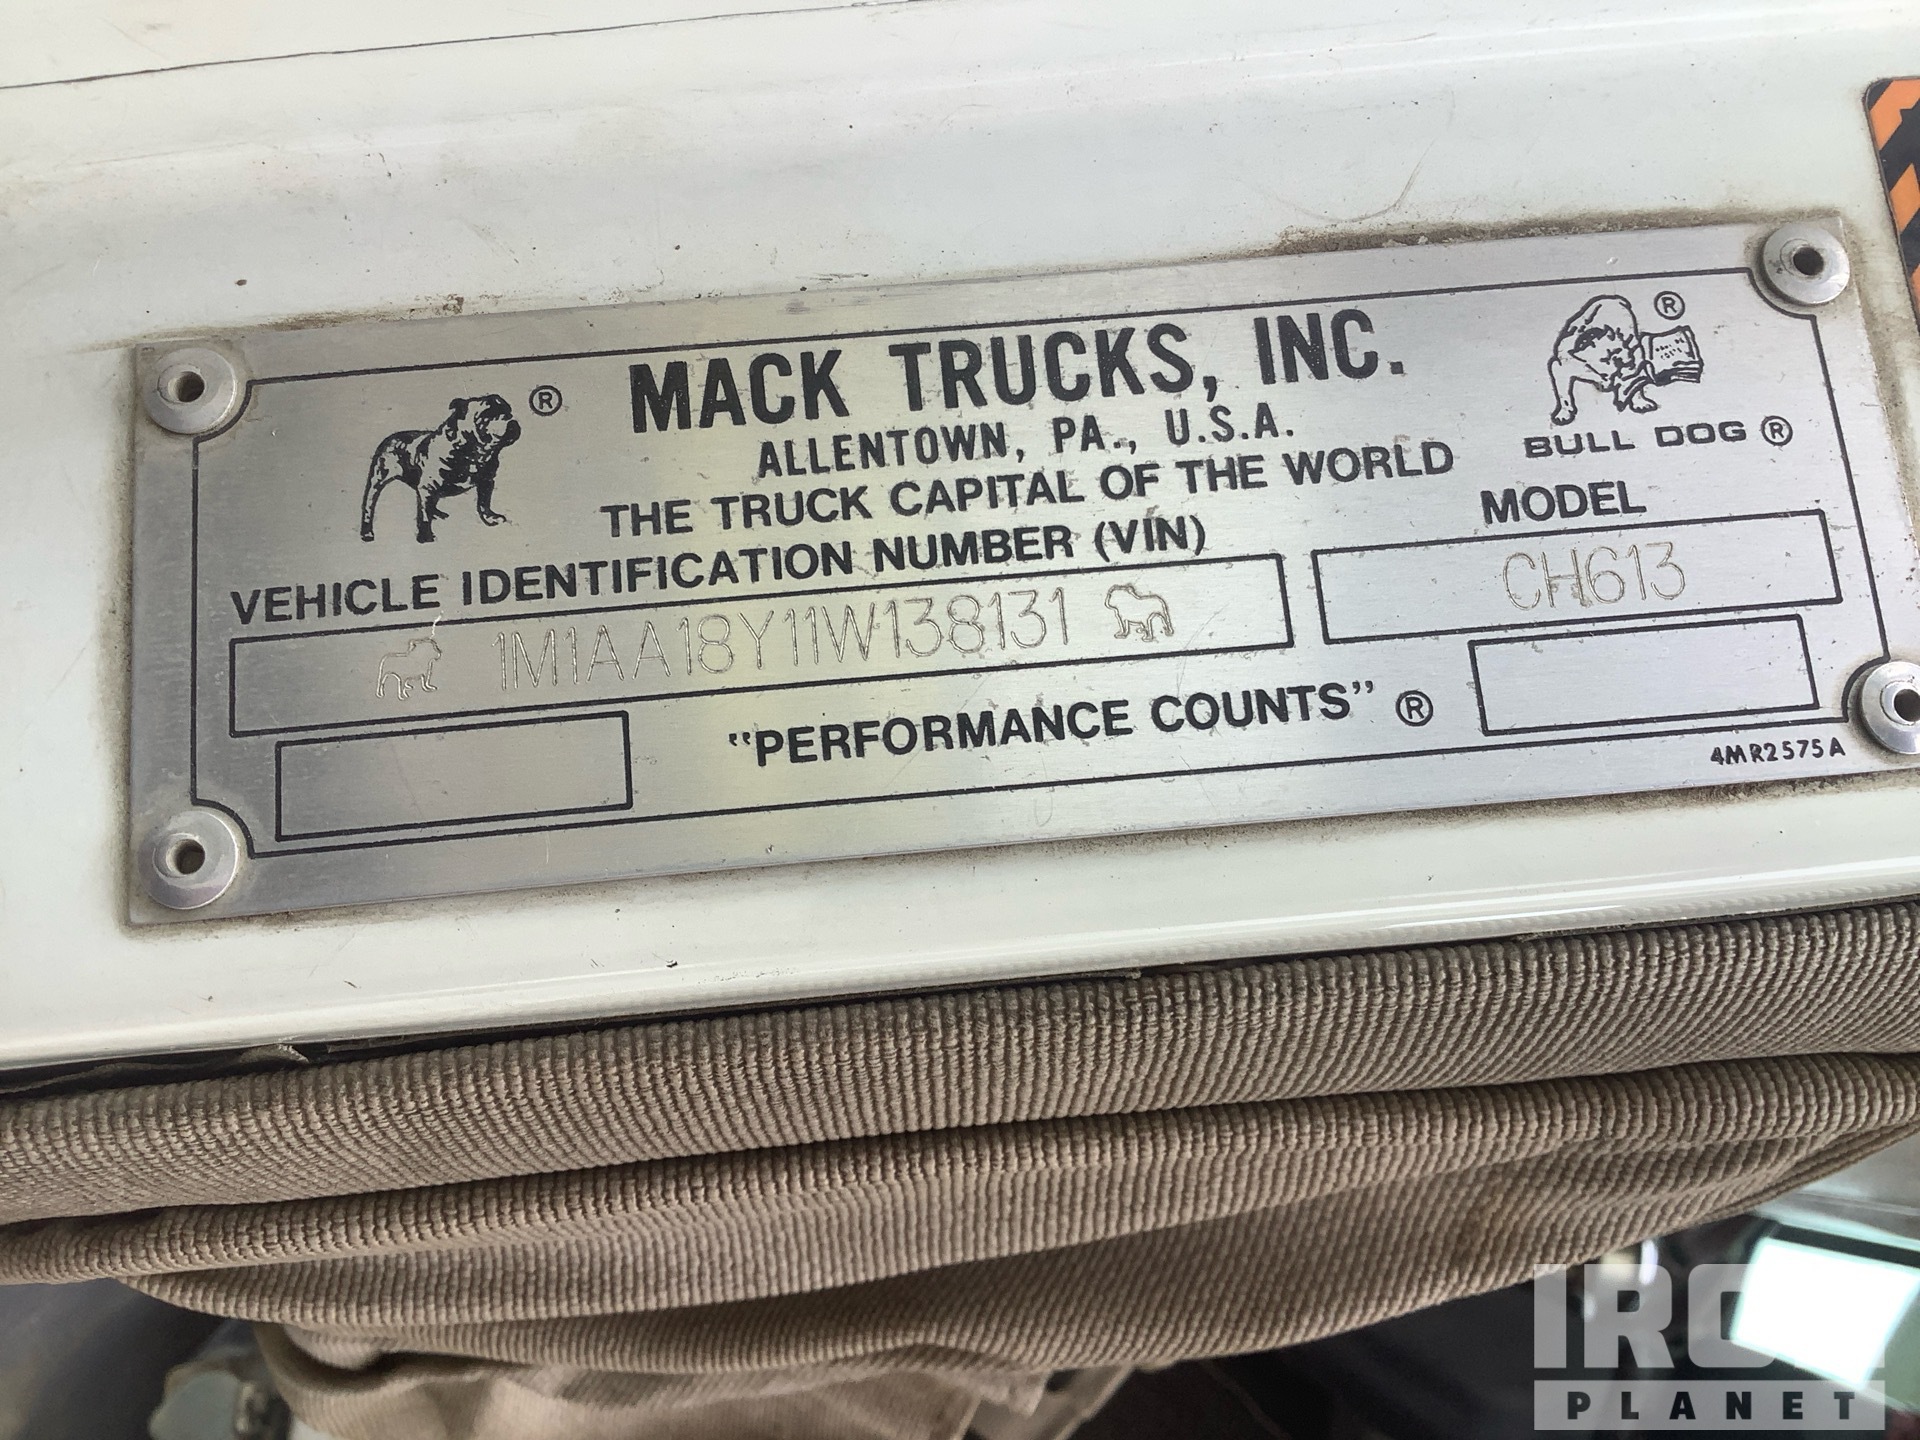 MACK TRUCKS, INC.
ALLENTOWN, PA., U.S.A.
THE TRUCK CAPITAL OF THE WORLD
®
®
BULL DOG ®
VEHICLE IDENTIFICATION NUMBER (VIN)
MODEL
1M1AA18Y11W138131
CH613
"PERFORMANCE COUNTS" ®
4MR2575A
IRON
PLANET